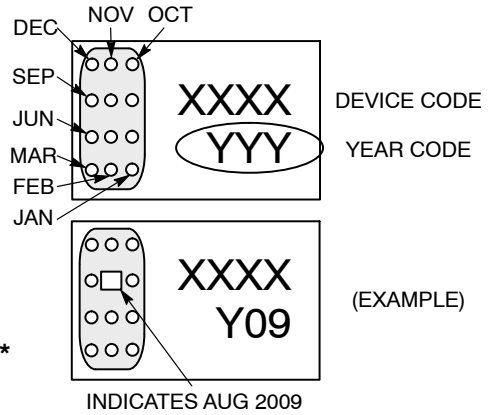 NOV OCT
DEC
SEP
XXXX DEVICE CODE
JUN
YYY YEAR CODE
MAR
FEB
JAN
XXXX
(EXAMPLE)
Y09
*
INDICATES AUG 2009